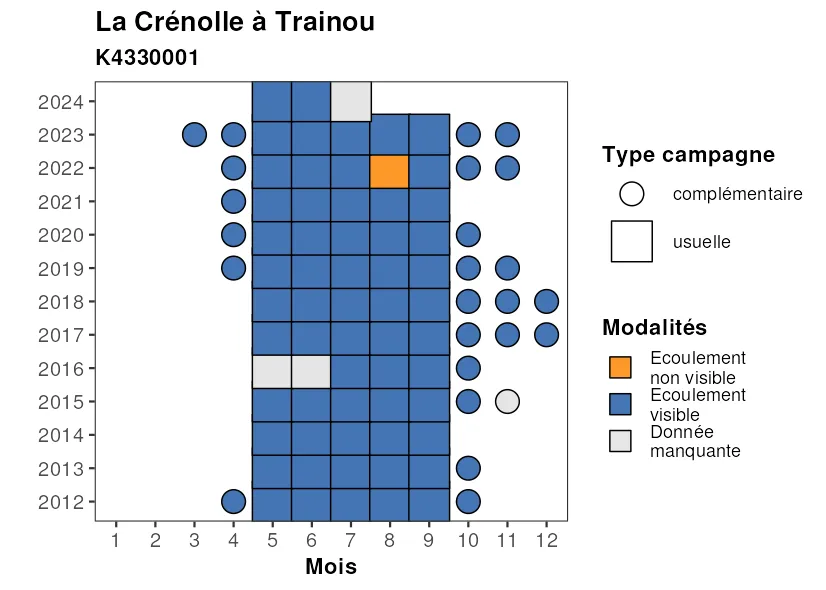 La Crénolle à Trainou
K4330001
2024
2023
2022
2021
2020
2019
2018
2017
2016
2015
2014
2013
2012
1 2 3 4 5 6 7 8 9 10 11 12
Mois
Type campagne
complémentaire
usuelle
Modalités
Ecoulement
non visible
Ecoulement
visible
Donnée
manquante